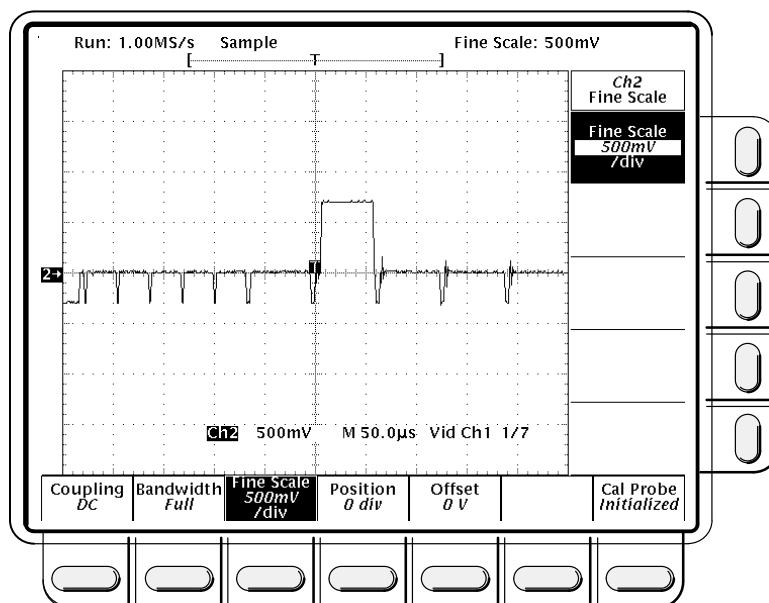 Run: 1.00MS/s Sample Fine Scale: 500mV
[ T ]
Ch2
Fine Scale
Fine Scale
500mV
/div
T
2→
Ch2 500mV M 50.0µs Vid Ch1 1/7
Coupling
DC
Bandwidth
Full
Fine Scale
500mV
/div
Position
0 div
Offset
0 V
Cal Probe
Initialized